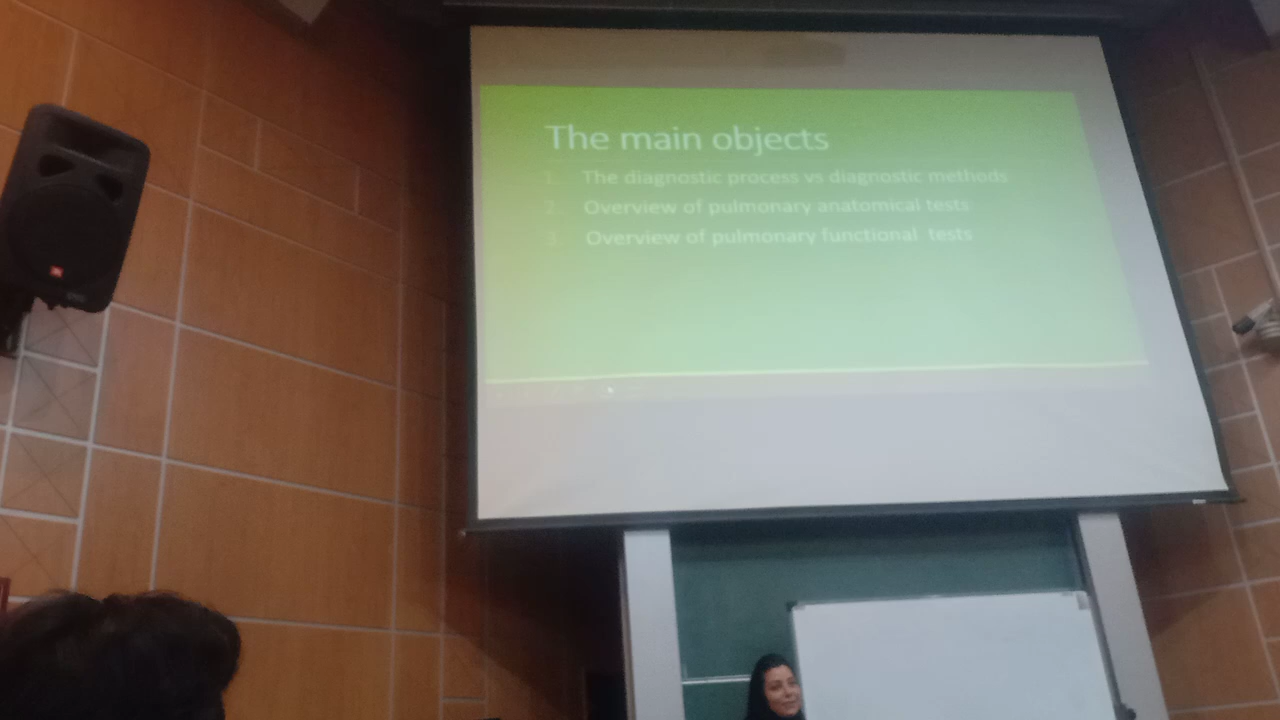 The main objects
1. The diagnostic process vs diagnostic methods
2. Overview of pulmonary anatomical tests
3. Overview of pulmonary functional tests